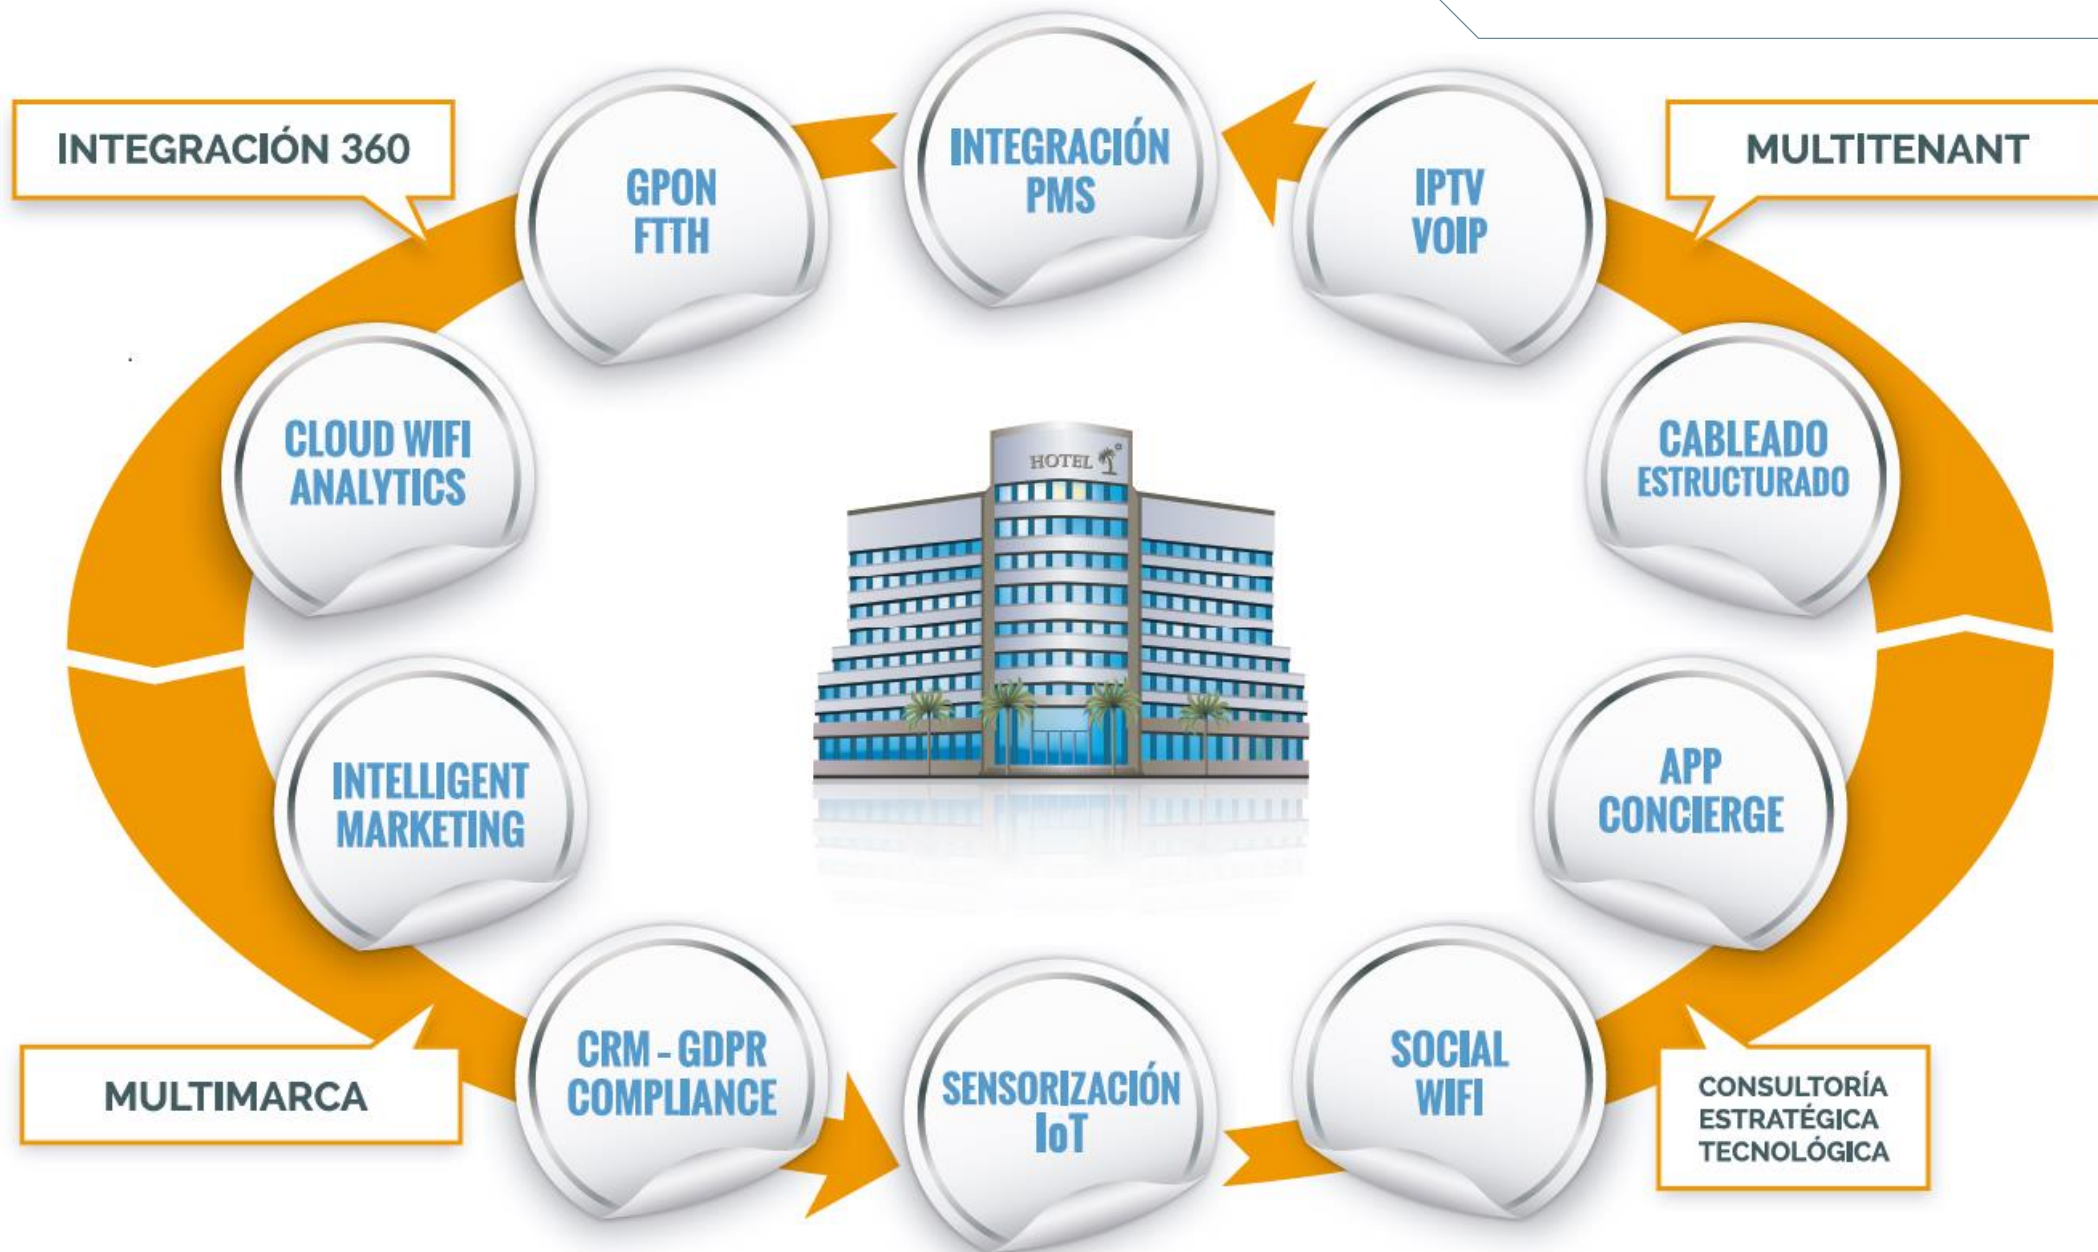 INTEGRACIÓN 360
INTEGRACIÓN
PMS
GPON
FTTH
IPTV
VOIP
MULTITENANT
CLOUD WIFI
ANALYTICS
HOTEL
CABLEADO
ESTRUCTURADO
INTELLIGENT
MARKETING
APP
CONCIERGE
CRM - GDPR
COMPLIANCE
SENSORIZACIÓN
IoT
SOCIAL
WIFI
MULTIMARCA
CONSULTORÍA
ESTRATÉGICA
TECNOLÓGICA